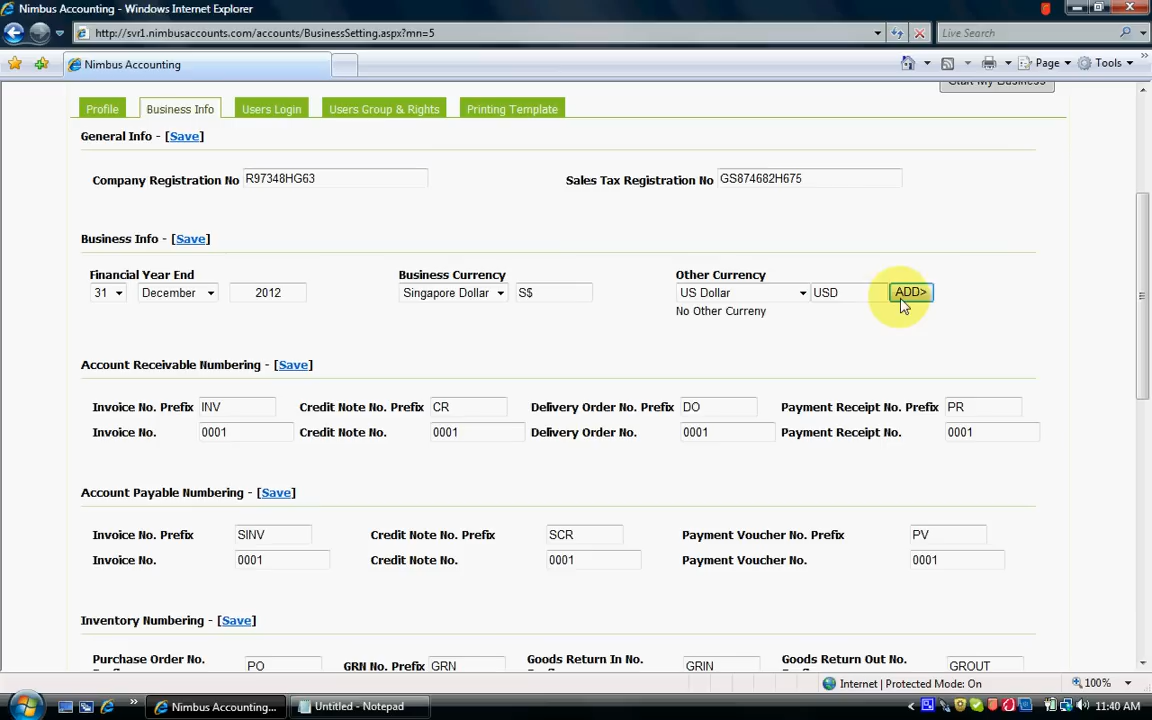 Nimbus Accounting - Windows Internet Explorer
http://svr1.nimbusaccounts.com/accounts/BusinessSetting.aspx?mn=5
Live Search
Nimbus Accounting
Page
Tools
Start My Business
Profile
Business Info
Users Login
Users Group & Rights
Printing Template
General Info - [Save]
Company Registration No R97348HG63
Sales Tax Registration No GS874682H675
Business Info - [Save]
Financial Year End
Business Currency
Other Currency
31 December 2012
Singapore Dollar S$
US Dollar USD ADD>
No Other Curreny
Account Receivable Numbering - [Save]
Invoice No. Prefix INV Credit Note No. Prefix CR Delivery Order No. Prefix DO Payment Receipt No. Prefix PR
Invoice No. 0001 Credit Note No. 0001 Delivery Order No. 0001 Payment Receipt No. 0001
Account Payable Numbering - [Save]
Invoice No. Prefix SINV Credit Note No. Prefix SCR Payment Voucher No. Prefix PV
Invoice No. 0001 Credit Note No. 0001 Payment Voucher No. 0001
Inventory Numbering - [Save]
Purchase Order No. PO GRN No. Prefix GRN Goods Return In No. GRIN Goods Return Out No. GROUT
Internet | Protected Mode: On
100%
Nimbus Accounting...
Untitled - Notepad
11:40 AM